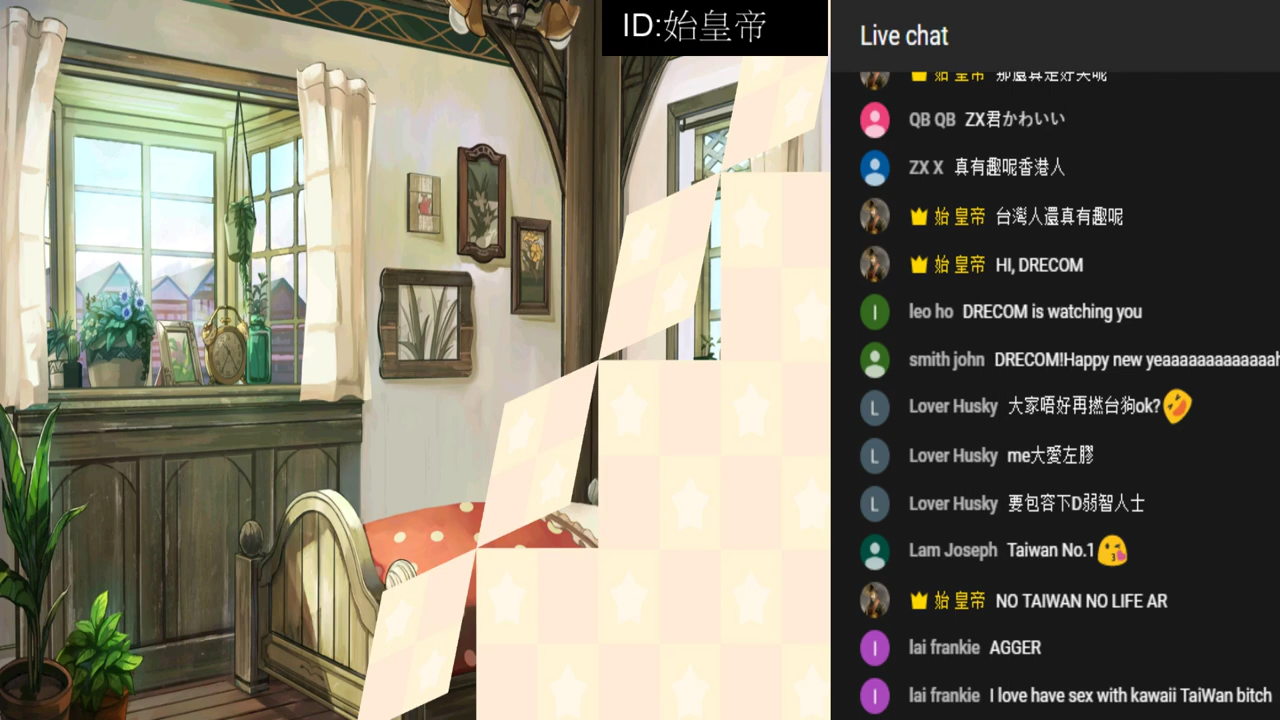 ID:始皇帝
Live chat
始 皇帝
QB QB ZX君かわいい
ZX X 真有趣呢香港人
始 皇帝 台灣人還真有趣呢
始 皇帝 HI, DRECOM
leo ho DRECOM is watching you
smith john DRECOM!Happy new yeaaaaaaaaaaaaah
Lover Husky 大家唔好再撚台狗ok?🤣
Lover Husky me大愛左膠
Lover Husky 要包容下D弱智人士
Lam Joseph Taiwan No.1😘
始 皇帝 NO TAIWAN NO LIFE AR
lai frankie AGGER
lai frankie I love have sex with kawaii TaiWan bitch